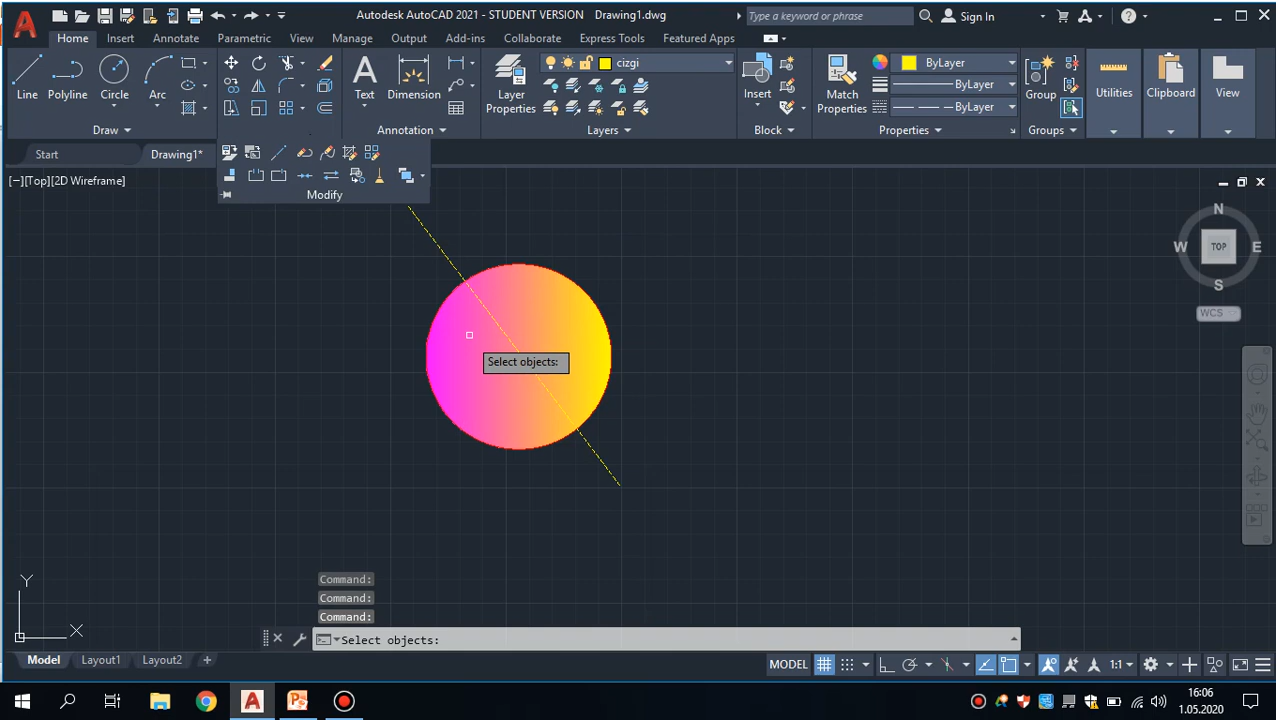 Autodesk AutoCAD 2021 - STUDENT VERSION Drawing1.dwg
Type a keyword or phrase
Sign In
Home Insert Annotate Parametric View Manage Output Add-ins Collaborate Express Tools Featured Apps
Line Polyline Circle Arc
Text Dimension
Layer Properties
cizgi
Insert
Match Properties
ByLayer
ByLayer
ByLayer
Group
Utilities
Clipboard
View
Draw
Annotation
Layers
Block
Properties
Groups
Start
Drawing1*
Modify
[−][Top][2D Wireframe]
N
W TOP E
S
WCS
Select objects:
Y
X
Command:
Command:
Command:
Select objects:
Model Layout1 Layout2 +
MODEL
1:1
16:06
1.05.2020